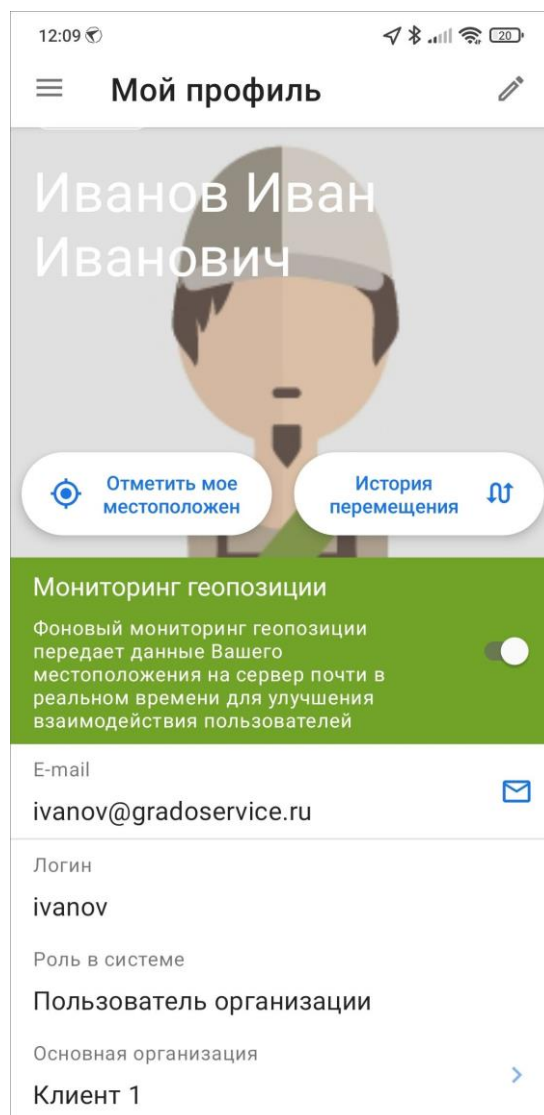 12:09
20
Мой профиль
Иванов Иван
Иванович
Отметить мое
местоположен
История
перемещения
Мониторинг геопозиции
Фоновый мониторинг геопозиции
передает данные Вашего
местоположения на сервер почти в
реальном времени для улучшения
взаимодействия пользователей
E-mail
ivanov@gradoservice.ru
Логин
ivanov
Роль в системе
Пользователь организации
Основная организация
Клиент 1